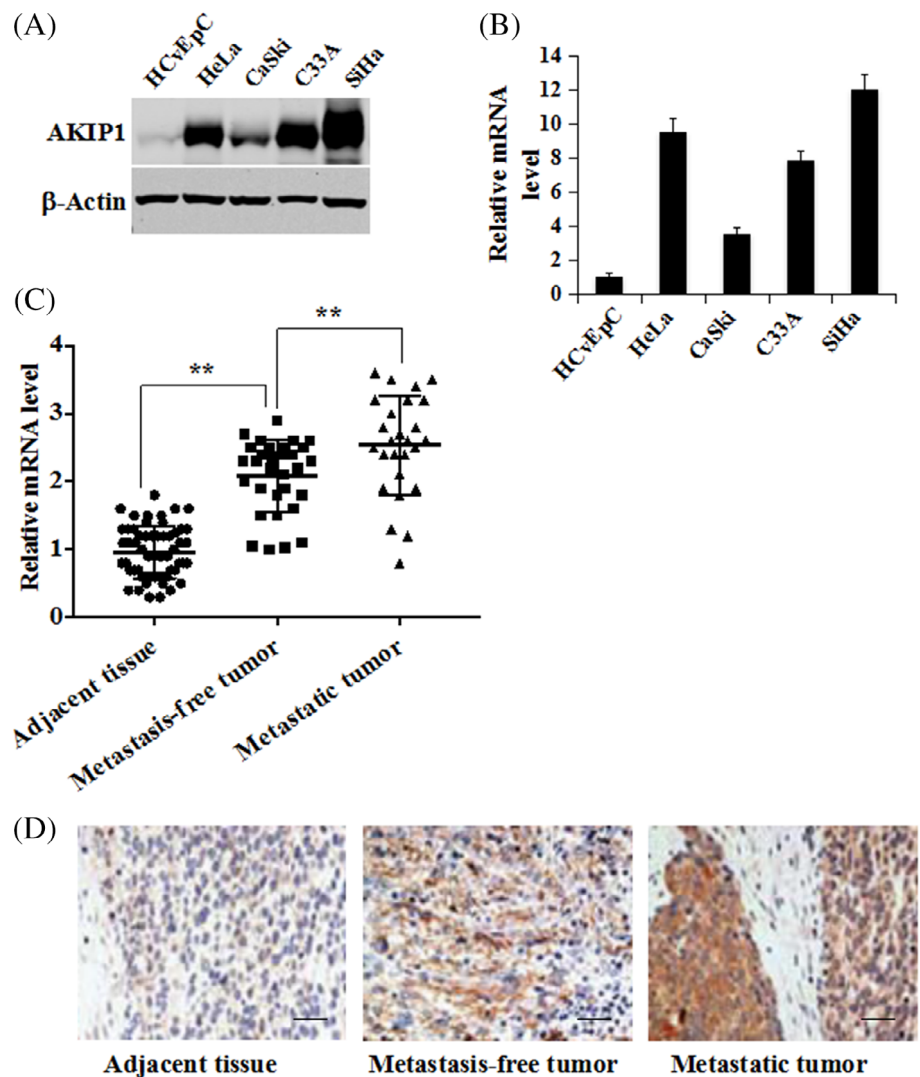 (A)
HCvEpC HeLa CaSki C33A SiHa
AKIP1
β-Actin
(B)
Relative mRNA
level
14
12
10
8
6
4
2
0
HCvEpC HeLa CaSki C33A SiHa
(C)
Relative mRNA level
4
3
2
1
0
**
**
Adjacent tissue
Metastasis-free tumor
Metastatic tumor
(D)
Adjacent tissue Metastasis-free tumor Metastatic tumor